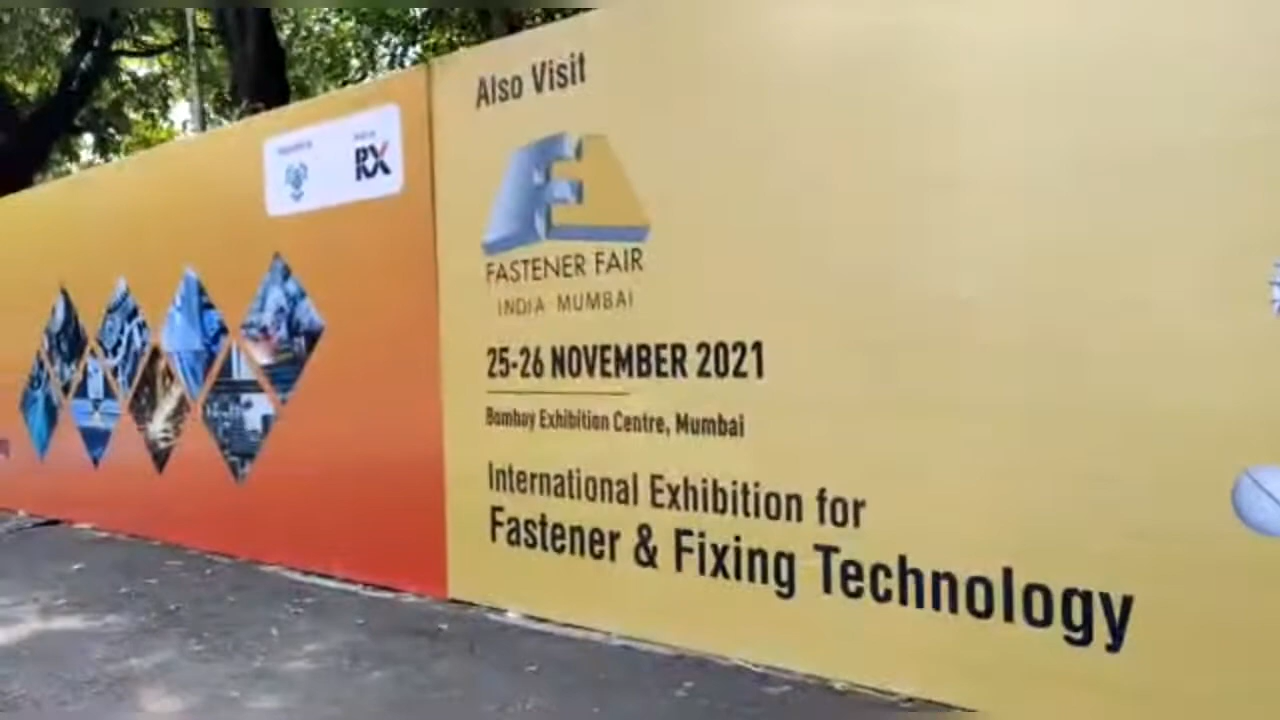 RX
Also Visit
FASTENER FAIR
INDIA MUMBAI
25-26 NOVEMBER 2021
Bombay Exhibition Centre, Mumbai
International Exhibition for
Fastener & Fixing Technology